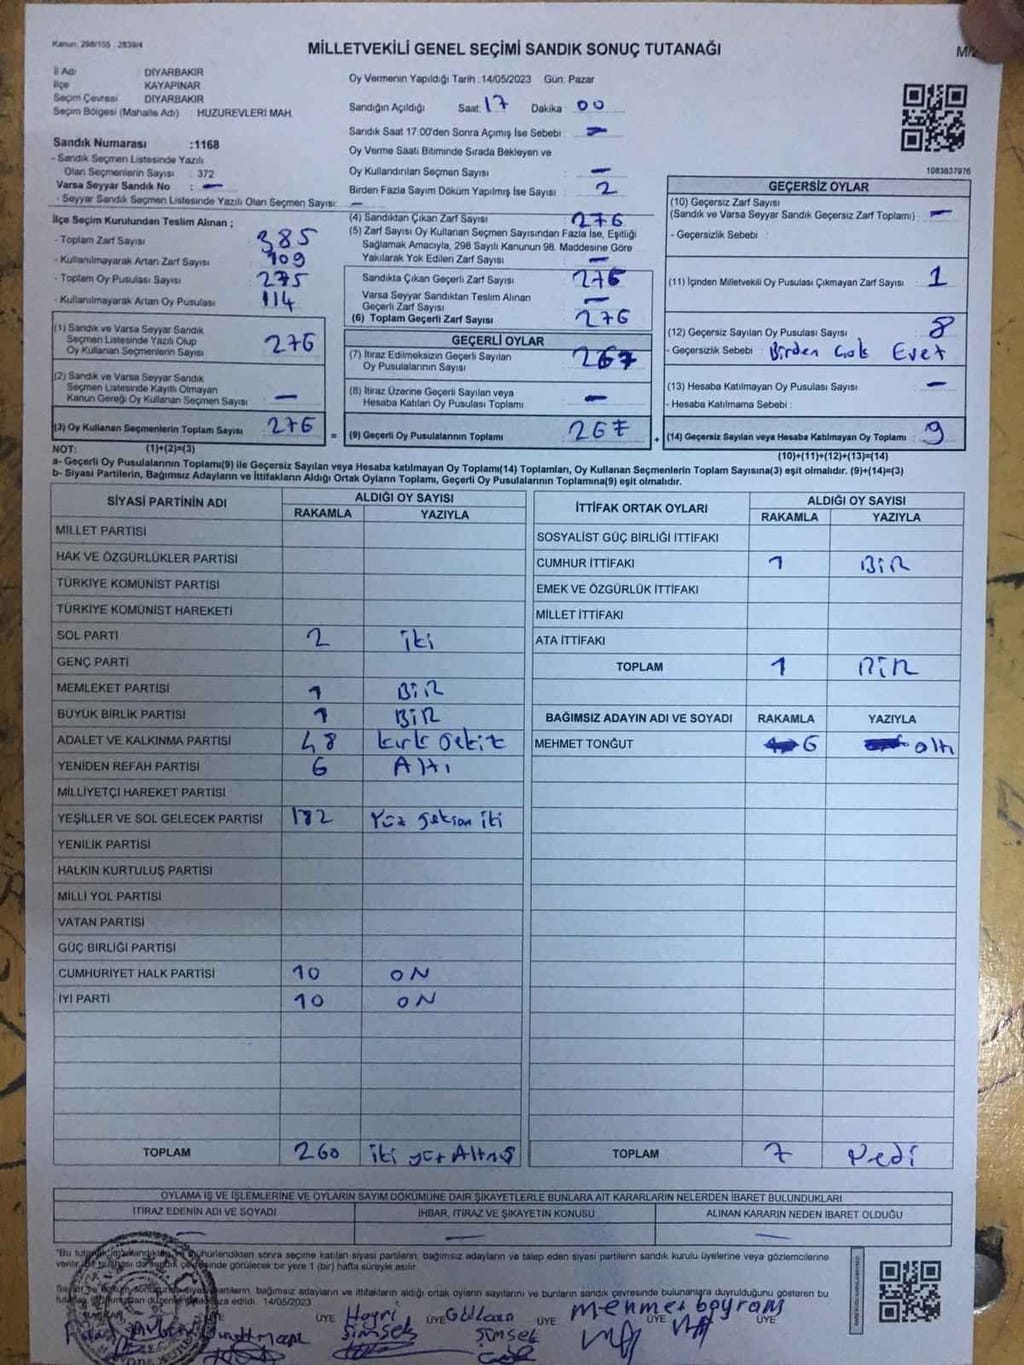 Kanun: 298/105 2839/4
MİLLETVEKİLİ GENEL SEÇİMİ SANDIK SONUÇ TUTANAĞI
İl Adı DİYARBAKIR
İlçe KAYAPINAR
Seçim Çevresi DİYARBAKIR
Seçim Bölgesi (Mahalle Adı) HUZUREVLERİ MAH.
Sandık Numarası :1168
- Sandık Seçmen Listesinde Yazılı
Olan Seçmenlerin Sayısı : 372
Varsa Seyyar Sandık No : -
- Seyyar Sandık Seçmen Listesinde Yazılı Olan Seçmen Sayısı: -
Oy Vermenin Yapıldığı Tarih :14/05/2023 Gün: Pazar
Sandığın Açıldığı Saat: 17 Dakika 00
Sandık Saat 17:00'den Sonra Açımış İse Sebebi : -
Oy Verme Saati Bitiminde Sırada Bekleyen ve
Oy Kullandırılan Seçmen Sayısı : -
Birden Fazla Sayım Döküm Yapılmış İse Sayısı : 2
1083837976
İlçe Seçim Kurulundan Teslim Alınan ;
- Toplam Zarf Sayısı 385
- Kullanılmayarak Artan Zarf Sayısı 109
- Toplam Oy Pusulası Sayısı 275
- Kullanılmayarak Artan Oy Pusulası 114
(1) Sandık ve Varsa Seyyar Sandık
Seçmen Listesinde Yazılı Olup
Oy Kullanan Seçmenlerin Sayısı : 276
(2) Sandık ve Varsa Seyyar Sandık
Seçmen Listesinde Kayıtlı Olmayan
Kanun Gereği Oy Kullanan Seçmen Sayısı : -
(3) Oy Kullanan Seçmenlerin Toplam Sayısı : 276
(1)+(2)=(3)
(4) Sandıktan Çıkan Zarf Sayısı : 276
(5) Zarf Sayısı Oy Kullanan Seçmen Sayısından Fazla İse, Eşitliği
Sağlamak Amacıyla, 298 Sayılı Kanunun 98. Maddesine Göre
Yakılarak Yok Edilen Zarf Sayısı : -
Sandıkta Çıkan Geçerli Zarf Sayısı : 276
Varsa Seyyar Sandıktan Teslim Alınan
Geçerli Zarf Sayısı : -
(6) Toplam Geçerli Zarf Sayısı : 276
GEÇERLİ OYLAR
(7) İtiraz Edilmeksizin Geçerli Sayılan
Oy Pusulalarının Sayısı : 267
(8) İtiraz Üzerine Geçerli Sayılan veya
Hesaba Katılan Oy Pusulası Toplamı : -
= (9) Geçerli Oy Pusulalarının Toplamı : 267 +
GEÇERSİZ OYLAR
(10) Geçersiz Zarf Sayısı
(Sandık ve Varsa Seyyar Sandık Geçersiz Zarf Toplamı) : -
- Geçersizlik Sebebi :
(11) İçinden Milletvekili Oy Pusulası Çıkmayan Zarf Sayısı : 1
(12) Geçersiz Sayılan Oy Pusulası Sayısı : 8
- Geçersizlik Sebebi : Birden Çok Evet
(13) Hesaba Katılmayan Oy Pusulası Sayısı : -
- Hesaba Katılmama Sebebi :
(14) Geçersiz Sayılan veya Hesaba Katılmayan Oy Toplamı : 9
(10)+(11)+(12)+(13)=(14)
NOT:
a- Geçerli Oy Pusulalarının Toplamı(9) ile Geçersiz Sayılan veya Hesaba katılmayan Oy Toplamı(14) Toplamları, Oy Kullanan Seçmenlerin Toplam Sayısına(3) eşit olmalıdır. (9)+(14)=(3)
b- Siyasi Partilerin, Bağımsız Adayların ve İttifakların Aldığı Ortak Oyların Toplamı, Geçerli Oy Pusulalarının Toplamına(9) eşit olmalıdır.
SİYASİ PARTİNİN ADI ALDIĞI OY SAYISI
RAKAMLA YAZIYLA
MİLLET PARTİSİ
HAK VE ÖZGÜRLÜKLER PARTİSİ
TÜRKİYE KOMÜNİST PARTİSİ
TÜRKİYE KOMÜNİST HAREKETİ
SOL PARTİ 2 iki
GENÇ PARTİ
MEMLEKET PARTİSİ 1 BİR
BÜYÜK BİRLİK PARTİSİ 1 BİR
ADALET VE KALKINMA PARTİSİ 48 kırk sekiz
YENİDEN REFAH PARTİSİ 6 Altı
MİLLİYETÇİ HAREKET PARTİSİ
YEŞİLLER VE SOL GELECEK PARTİSİ 182 Yüz seksen iki
YENİLİK PARTİSİ
HALKIN KURTULUŞ PARTİSİ
MİLLİ YOL PARTİSİ
VATAN PARTİSİ
GÜÇ BİRLİĞİ PARTİSİ
CUMHURİYET HALK PARTİSİ 10 ON
İYİ PARTİ 10 ON
TOPLAM 260 iki yüz Altmış
İTTİFAK ORTAK OYLARI ALDIĞI OY SAYISI
RAKAMLA YAZIYLA
SOSYALİST GÜÇ BİRLİĞİ İTTİFAKI
CUMHUR İTTİFAKI 1 BİR
EMEK VE ÖZGÜRLÜK İTTİFAKI
MİLLET İTTİFAKI
ATA İTTİFAKI
TOPLAM 1 BİR
BAĞIMSIZ ADAYIN ADI VE SOYADI RAKAMLA YAZIYLA
MEHMET TONĞUT 6 altı
TOPLAM 7 Yedi
OYLAMA İŞ VE İŞLEMLERİNE VE OYLARIN SAYIM DÖKÜMÜNE DAİR ŞİKAYETLERLE BUNLARA AİT KARARLARIN NELERDEN İBARET BULUNDUKLARI
İTİRAZ EDENİN ADI VE SOYADI İHBAR, İTİRAZ VE ŞİKAYETİN KONUSU ALINAN KARARIN NEDEN İBARET OLDUĞU
- - -
sonra seçime katılan siyasi partilerin, bağımsız adayların ve talep eden siyasi partilerin sandık kurulu üyelerine veya gözlemcilerine
görülecek bir yere 1 (bir) hafta süreyle asılır.
bağımsız adayların ve ittifakların aldığı ortak oyların sayılarını ve bunların sandık çevresinde bulunanlara duyurulduğunu gösteren bu
edildi. 14/05/2023
ÜYE Hayri Şimşek
ÜYE Gülcan Şimşek
ÜYE mehmet bayram
ÜYE
ÜYE